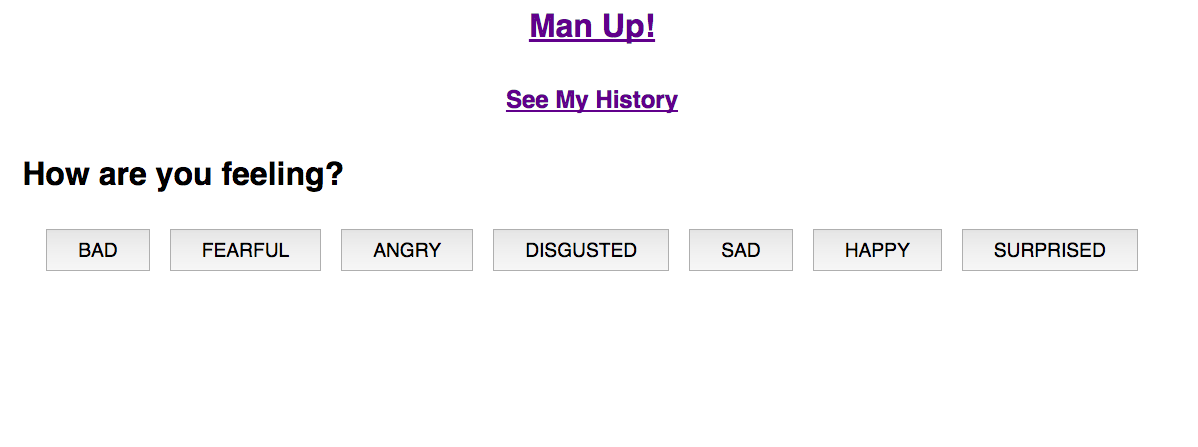 Man Up!
See My History
How are you feeling?
BAD FEARFUL ANGRY DISGUSTED SAD HAPPY SURPRISED